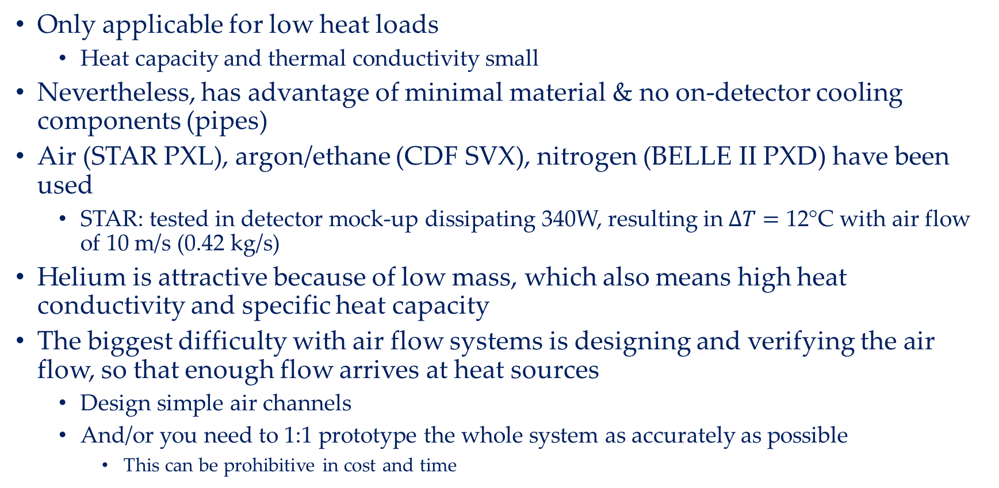 • Only applicable for low heat loads
• Heat capacity and thermal conductivity small
• Nevertheless, has advantage of minimal material & no on-detector cooling
components (pipes)
• Air (STAR PXL), argon/ethane (CDF SVX), nitrogen (BELLE II PXD) have been
used
• STAR: tested in detector mock-up dissipating 340W, resulting in Δ𝑇 = 12°C with air flow
of 10 m/s (0.42 kg/s)
• Helium is attractive because of low mass, which also means high heat
conductivity and specific heat capacity
• The biggest difficulty with air flow systems is designing and verifying the air
flow, so that enough flow arrives at heat sources
• Design simple air channels
• And/or you need to 1:1 prototype the whole system as accurately as possible
• This can be prohibitive in cost and time